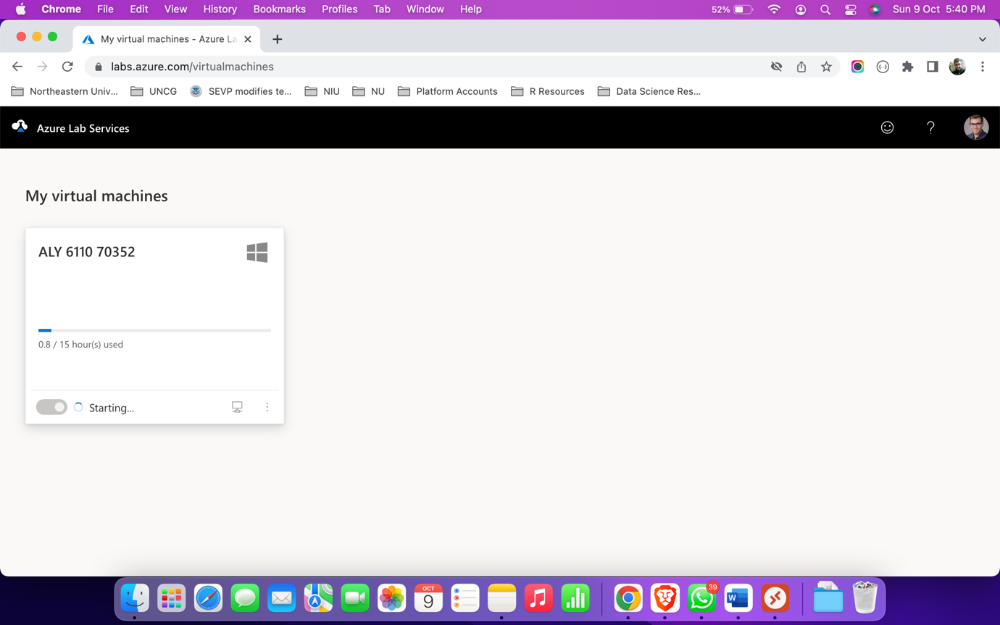 Chrome File Edit View History Bookmarks Profiles Tab Window Help 52% Sun 9 Oct 5:40 PM
My virtual machines - Azure La
labs.azure.com/virtualmachines
Northeastern Univ... UNCG SEVP modifies te... NIU NU Platform Accounts R Resources Data Science Res...
Azure Lab Services
My virtual machines
ALY 6110 70352
0.8 / 15 hour(s) used
Starting...
OCT
9
39
W